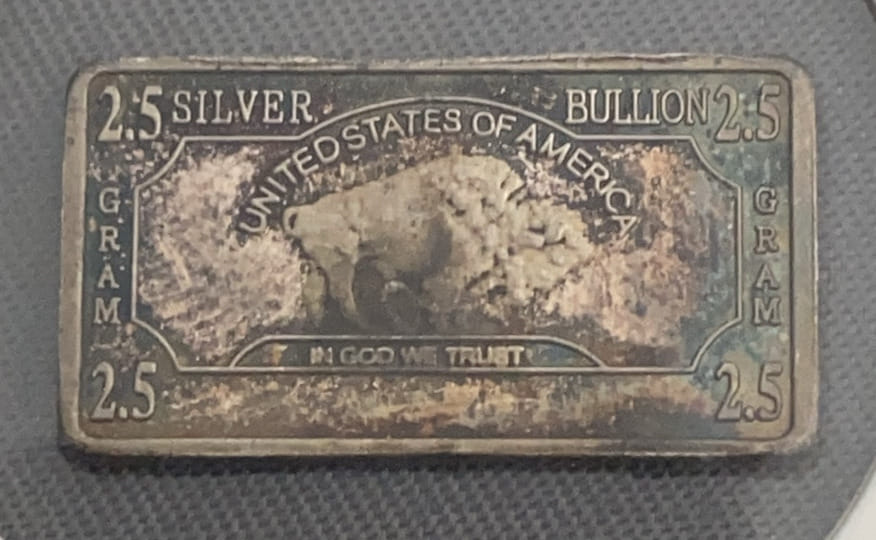 2.5 SILVER BULLION 2.5
UNITED STATES OF AMERICA
GRAM
GRAM
IN GOD WE TRUST
2.5 2.5